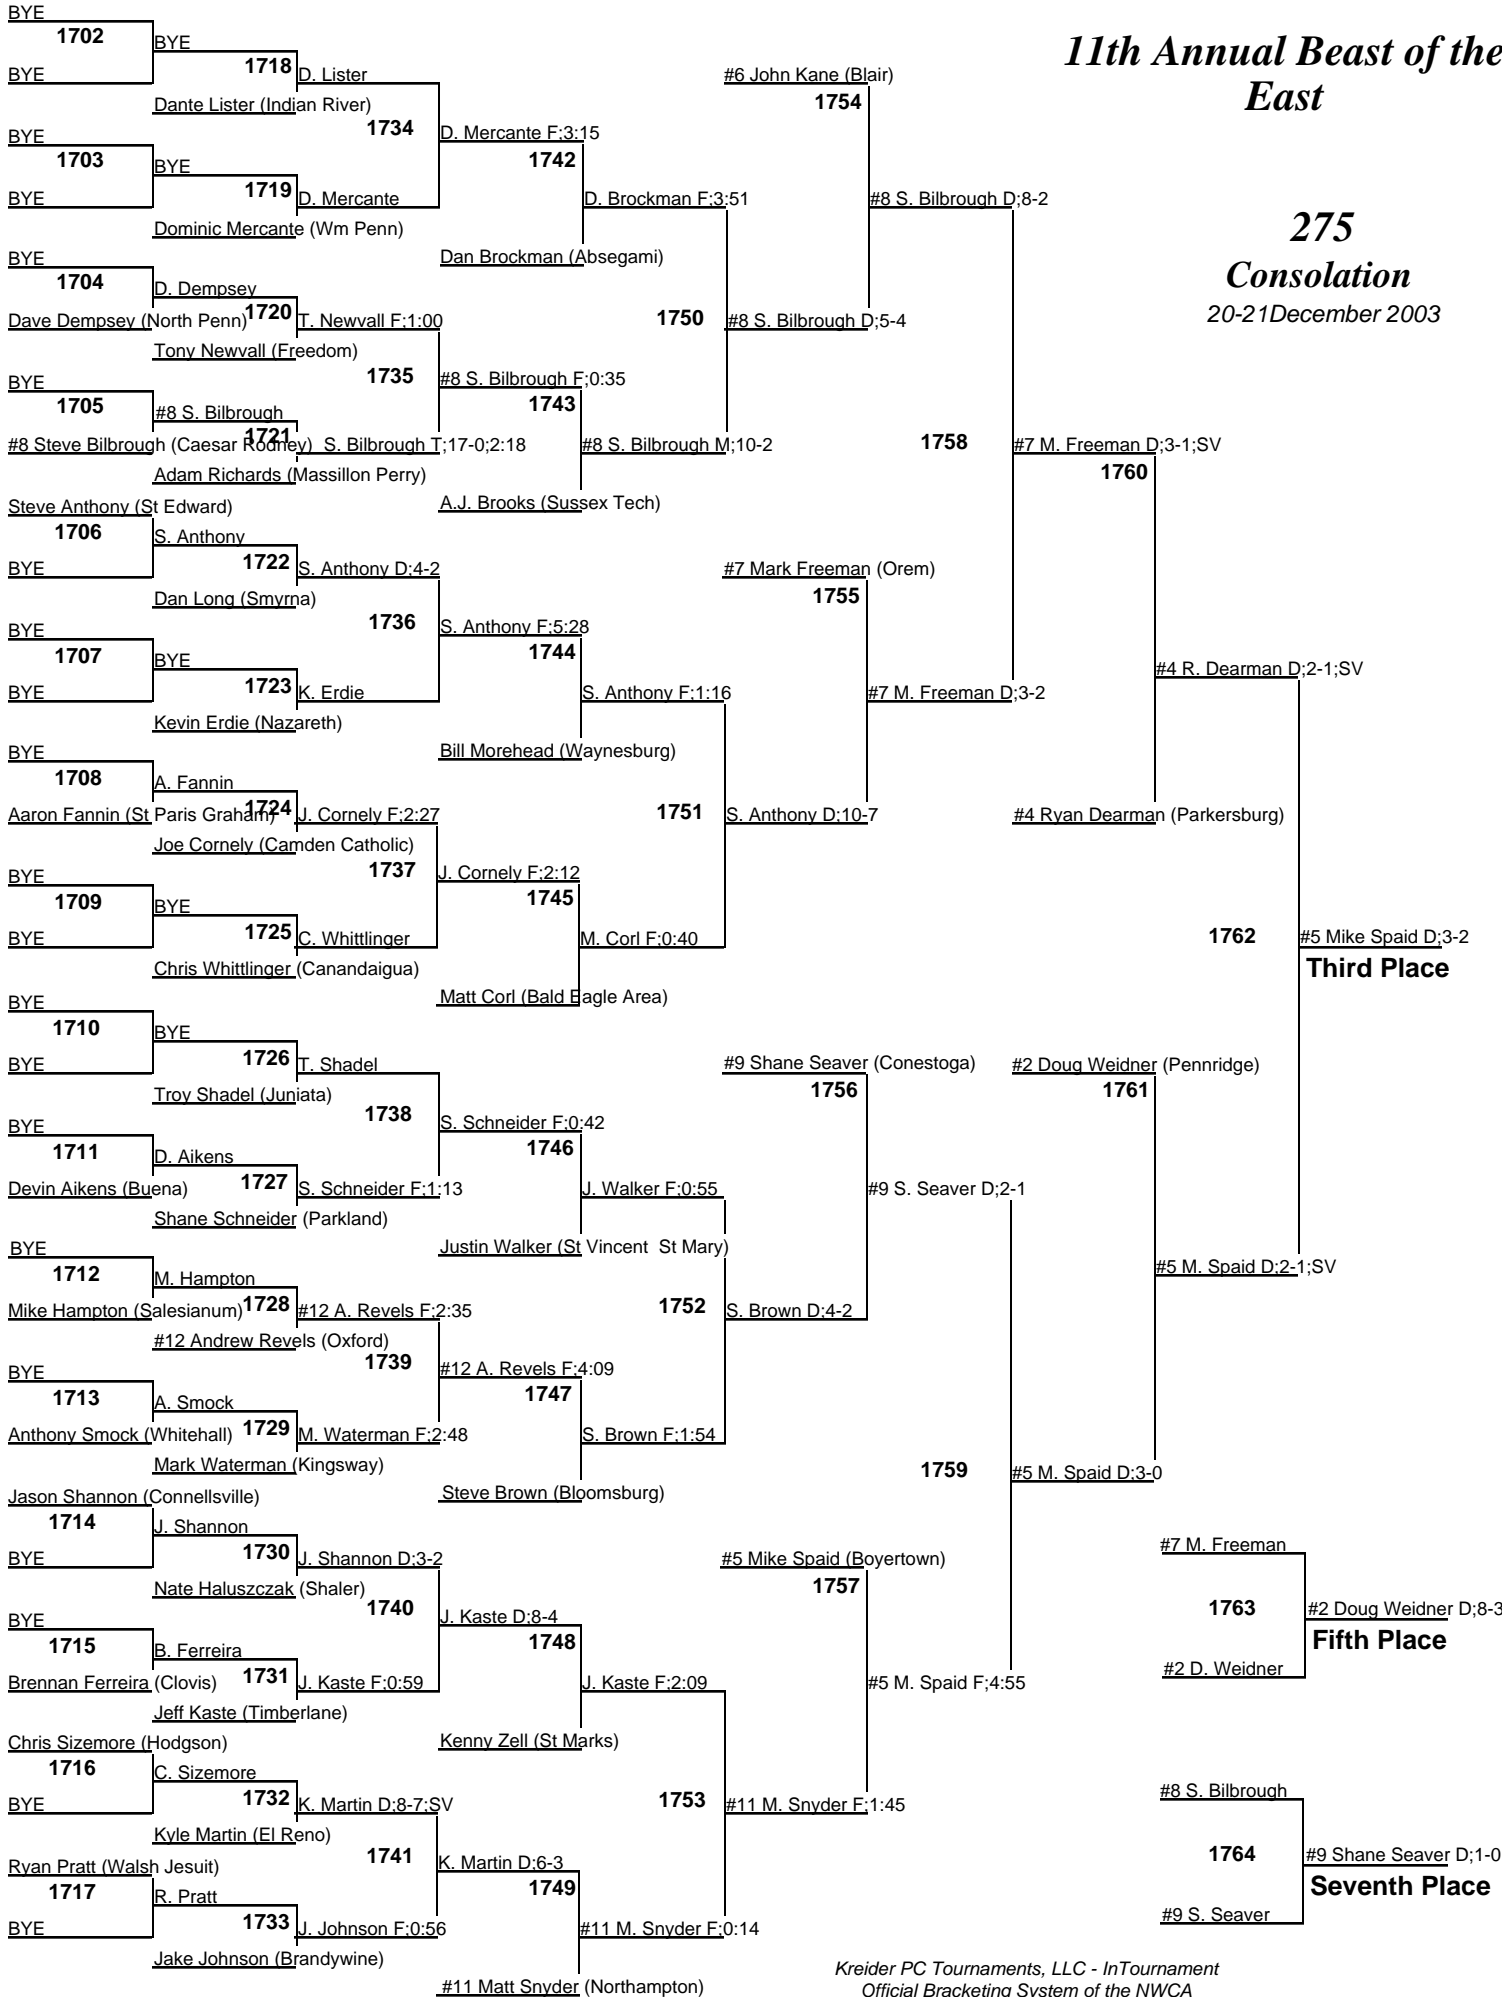 11th Annual Beast of the
East
275
Consolation
20-21December 2003
BYE
1702
BYE
BYE
1718
D. Lister
Dante Lister (Indian River)
1734
D. Mercante F;3:15
BYE
1703
BYE
BYE
1719
D. Mercante
Dominic Mercante (Wm Penn)
1742
D. Brockman F;3:51
Dan Brockman (Absegami)
BYE
1704
D. Dempsey
Dave Dempsey (North Penn)
1720
T. Newvall F;1:00
Tony Newvall (Freedom)
1735
#8 S. Bilbrough F;0:35
BYE
1705
#8 S. Bilbrough
#8 Steve Bilbrough (Caesar Rodney)
1721
S. Bilbrough T;17-0;2:18
Adam Richards (Massillon Perry)
1743
#8 S. Bilbrough M;10-2
A.J. Brooks (Sussex Tech)
1750
#8 S. Bilbrough D;5-4
#6 John Kane (Blair)
1754
#8 S. Bilbrough D;8-2
Steve Anthony (St Edward)
1706
S. Anthony
BYE
1722
S. Anthony D;4-2
Dan Long (Smyrna)
1736
S. Anthony F;5:28
BYE
1707
BYE
BYE
1723
K. Erdie
Kevin Erdie (Nazareth)
1744
S. Anthony F;1:16
Bill Morehead (Waynesburg)
BYE
1708
A. Fannin
Aaron Fannin (St Paris Graham)
1724
J. Cornely F;2:27
Joe Cornely (Camden Catholic)
1737
J. Cornely F;2:12
BYE
1709
BYE
BYE
1725
C. Whittlinger
Chris Whittlinger (Canandaigua)
1745
M. Corl F;0:40
Matt Corl (Bald Eagle Area)
1751
S. Anthony D;10-7
#7 Mark Freeman (Orem)
1755
#7 M. Freeman D;3-2
1758
#7 M. Freeman D;3-1;SV
1760
#4 R. Dearman D;2-1;SV
#4 Ryan Dearman (Parkersburg)
1762
#5 Mike Spaid D;3-2
Third Place
BYE
1710
BYE
BYE
1726
T. Shadel
Troy Shadel (Juniata)
1738
S. Schneider F;0:42
BYE
1711
D. Aikens
Devin Aikens (Buena)
1727
S. Schneider F;1:13
Shane Schneider (Parkland)
1746
J. Walker F;0:55
Justin Walker (St Vincent  St Mary)
BYE
1712
M. Hampton
Mike Hampton (Salesianum)
1728
#12 A. Revels F;2:35
#12 Andrew Revels (Oxford)
1739
#12 A. Revels F;4:09
BYE
1713
A. Smock
Anthony Smock (Whitehall)
1729
M. Waterman F;2:48
Mark Waterman (Kingsway)
1747
S. Brown F;1:54
Steve Brown (Bloomsburg)
1752
S. Brown D;4-2
#9 Shane Seaver (Conestoga)
1756
#9 S. Seaver D;2-1
#2 Doug Weidner (Pennridge)
1761
#5 M. Spaid D;2-1;SV
Jason Shannon (Connellsville)
1714
J. Shannon
BYE
1730
J. Shannon D;3-2
Nate Haluszczak (Shaler)
1740
J. Kaste D;8-4
BYE
1715
B. Ferreira
Brennan Ferreira (Clovis)
1731
J. Kaste F;0:59
Jeff Kaste (Timberlane)
1748
J. Kaste F;2:09
Kenny Zell (St Marks)
Chris Sizemore (Hodgson)
1716
C. Sizemore
BYE
1732
K. Martin D;8-7;SV
Kyle Martin (El Reno)
1741
K. Martin D;6-3
Ryan Pratt (Walsh Jesuit)
1717
R. Pratt
BYE
1733
J. Johnson F;0:56
Jake Johnson (Brandywine)
1749
#11 M. Snyder F;0:14
#11 Matt Snyder (Northampton)
1753
#11 M. Snyder F;1:45
#5 Mike Spaid (Boyertown)
1757
#5 M. Spaid F;4:55
1759
#5 M. Spaid D;3-0
#7 M. Freeman
1763
#2 Doug Weidner D;8-3
Fifth Place
#2 D. Weidner
#8 S. Bilbrough
1764
#9 Shane Seaver D;1-0
Seventh Place
#9 S. Seaver
Kreider PC Tournaments, LLC - InTournament
Official Bracketing System of the NWCA